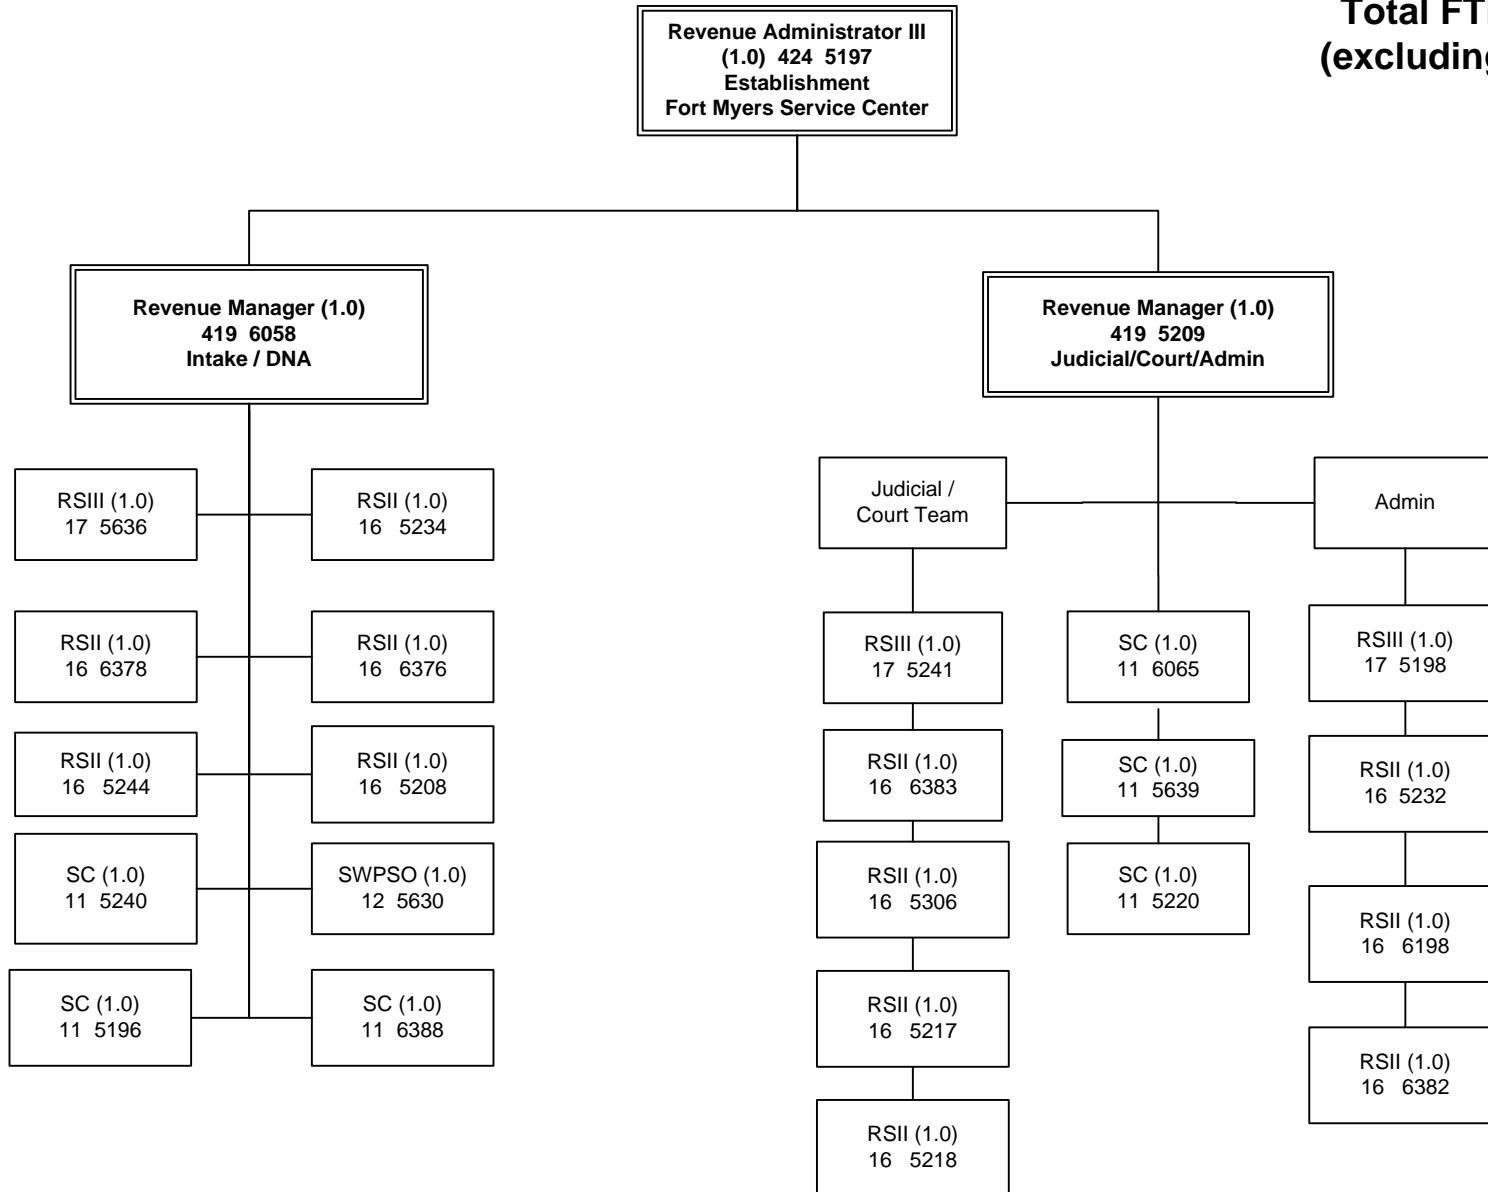 Total FT
(excluding
Revenue Administrator III
(1.0) 424 5197
Establishment
Fort Myers Service Center
Revenue Manager (1.0)
419 6058
Intake / DNA
Revenue Manager (1.0)
419 5209
Judicial/Court/Admin
RSIII (1.0)
17 5636
RSII (1.0)
16 5234
RSII (1.0)
16 6378
RSII (1.0)
16 6376
RSII (1.0)
16 5244
RSII (1.0)
16 5208
SC (1.0)
11 5240
SWPSO (1.0)
12 5630
SC (1.0)
11 5196
SC (1.0)
11 6388
Judicial /
Court Team
RSIII (1.0)
17 5241
RSII (1.0)
16 6383
RSII (1.0)
16 5306
RSII (1.0)
16 5217
RSII (1.0)
16 5218
SC (1.0)
11 6065
SC (1.0)
11 5639
SC (1.0)
11 5220
Admin
RSIII (1.0)
17 5198
RSII (1.0)
16 5232
RSII (1.0)
16 6198
RSII (1.0)
16 6382